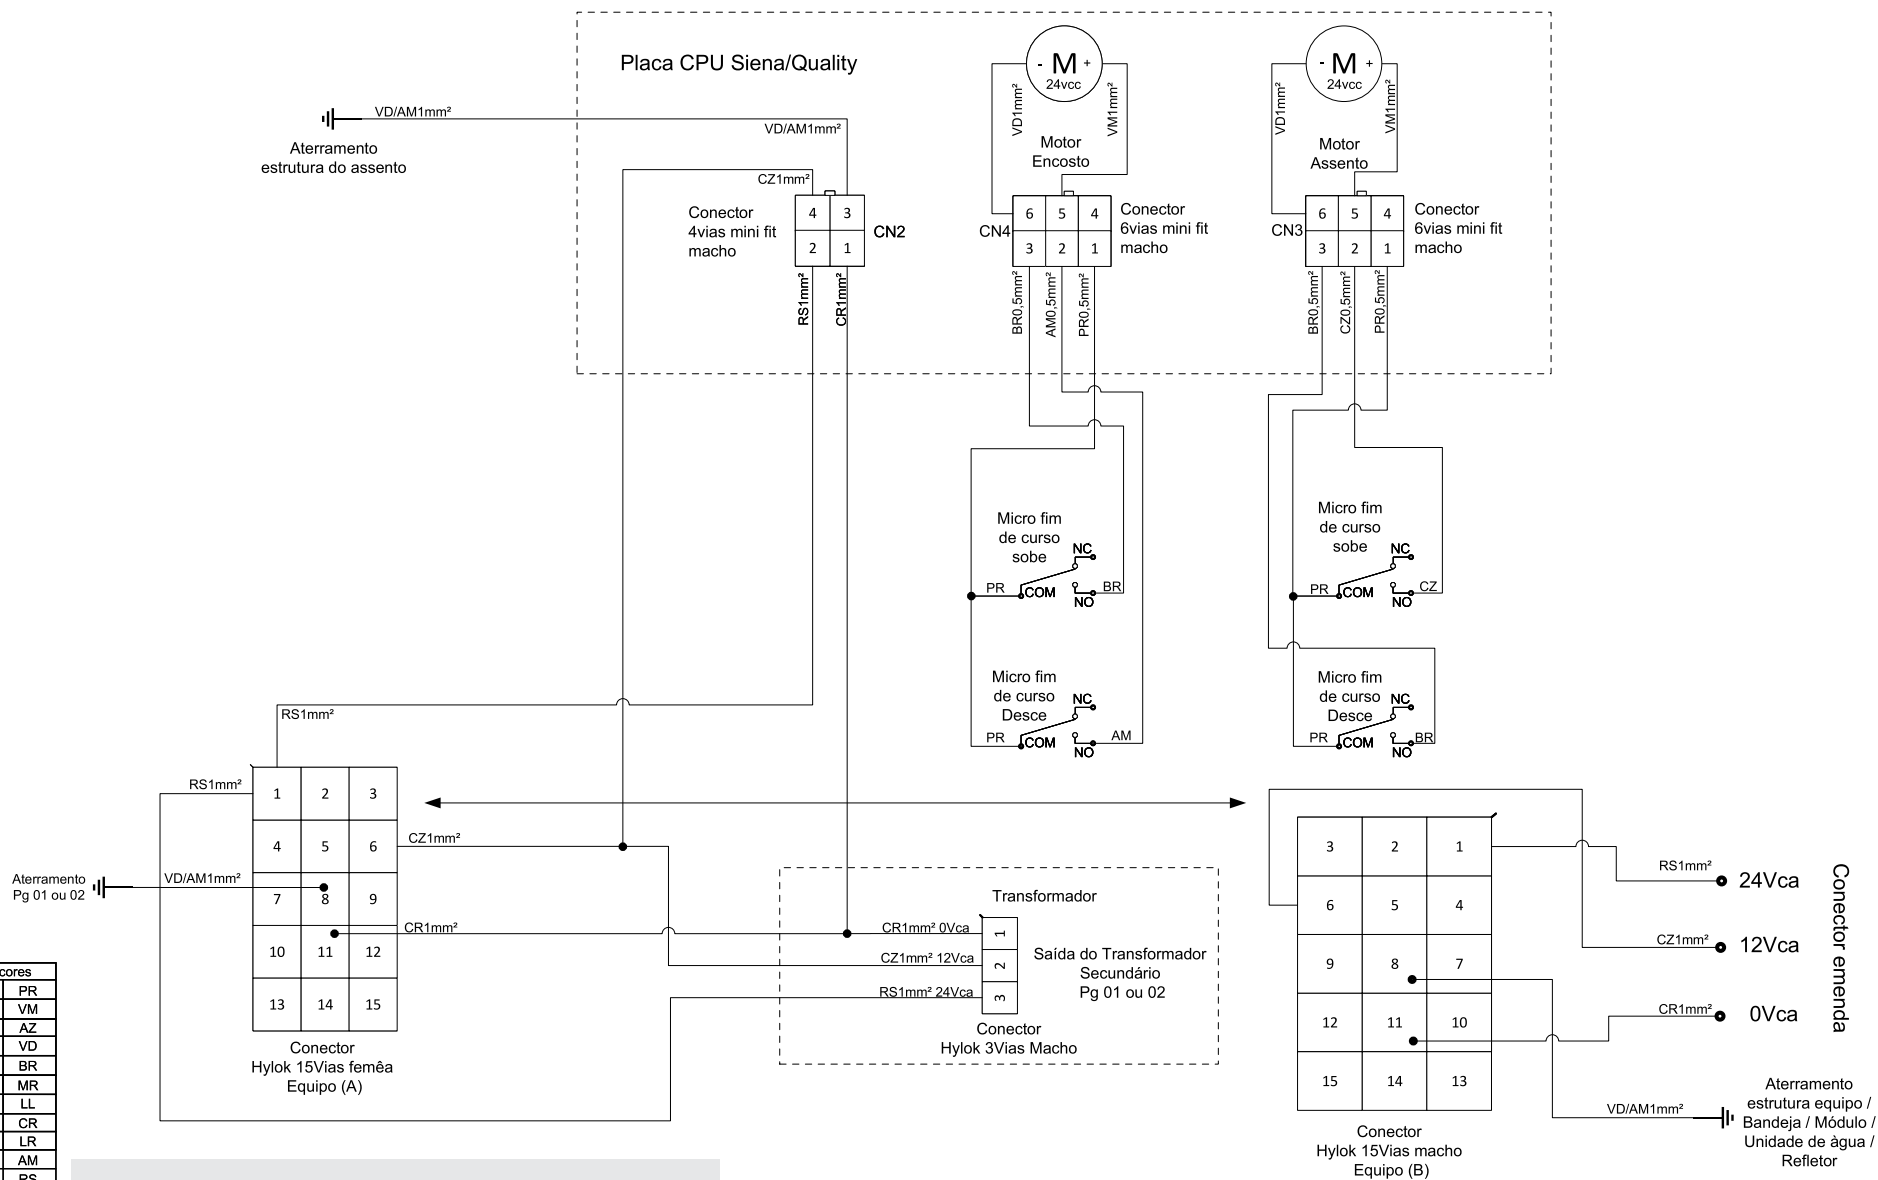 Placa CPU Siena/Quality
- M +
24vcc
VD1mm²
VM1mm²
Motor
Encosto
- M +
24vcc
VD1mm²
VM1mm²
Motor
Assento
VD/AM1mm²
VD/AM1mm²
Aterramento
estrutura do assento
CZ1mm²
Conector
4vias mini fit
macho
4 3
2 1
CN2
RS1mm²
CR1mm²
CN4
6 5 4
3 2 1
Conector
6vias mini fit
macho
BR0,5mm²
AM0,5mm²
PR0,5mm²
CN3
6 5 4
3 2 1
Conector
6vias mini fit
macho
BR0,5mm²
CZ0,5mm²
PR0,5mm²
Micro fim
de curso
sobe
NC
PR
COM
BR
NO
Micro fim
de curso
sobe
NC
PR
COM
CZ
NO
Micro fim
de curso
Desce
NC
PR
COM
AM
NO
Micro fim
de curso
Desce
NC
PR
COM
BR
NO
RS1mm²
RS1mm²
1 2 3
4 5 6
7 8 9
10 11 12
13 14 15
CZ1mm²
VD/AM1mm²
Aterramento
Pg 01 ou 02
CR1mm²
Conector
Hylok 15Vias femêa
Equipo (A)
Transformador
CR1mm² 0Vca
CZ1mm² 12Vca
RS1mm² 24Vca
1
2
3
Saída do Transformador
Secundário
Pg 01 ou 02
Conector
Hylok 3Vias Macho
3 2 1
6 5 4
9 8 7
12 11 10
15 14 13
Conector
Hylok 15Vias macho
Equipo (B)
RS1mm²
24Vca
CZ1mm²
12Vca
CR1mm²
0Vca
Conector emenda
VD/AM1mm²
Aterramento
estrutura equipo /
Bandeja / Módulo /
Unidade de àgua /
Refletor
cores
PR
VM
AZ
VD
BR
MR
LL
CR
LR
AM
RS